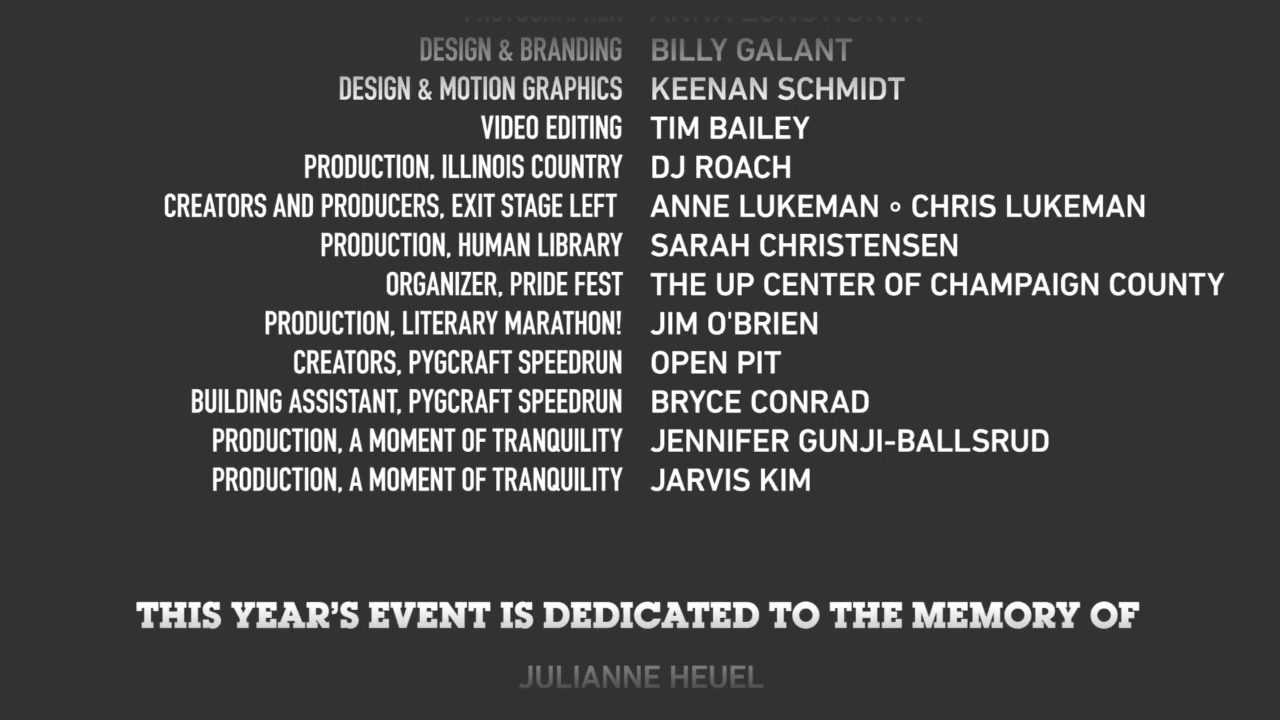 DESIGN & BRANDING BILLY GALANT
DESIGN & MOTION GRAPHICS KEENAN SCHMIDT
VIDEO EDITING TIM BAILEY
PRODUCTION, ILLINOIS COUNTRY DJ ROACH
CREATORS AND PRODUCERS, EXIT STAGE LEFT ANNE LUKEMAN ∘ CHRIS LUKEMAN
PRODUCTION, HUMAN LIBRARY SARAH CHRISTENSEN
ORGANIZER, PRIDE FEST THE UP CENTER OF CHAMPAIGN COUNTY
PRODUCTION, LITERARY MARATHON! JIM O'BRIEN
CREATORS, PYGCRAFT SPEEDRUN OPEN PIT
BUILDING ASSISTANT, PYGCRAFT SPEEDRUN BRYCE CONRAD
PRODUCTION, A MOMENT OF TRANQUILITY JENNIFER GUNJI-BALLSRUD
PRODUCTION, A MOMENT OF TRANQUILITY JARVIS KIM
THIS YEAR'S EVENT IS DEDICATED TO THE MEMORY OF
JULIANNE HEUEL